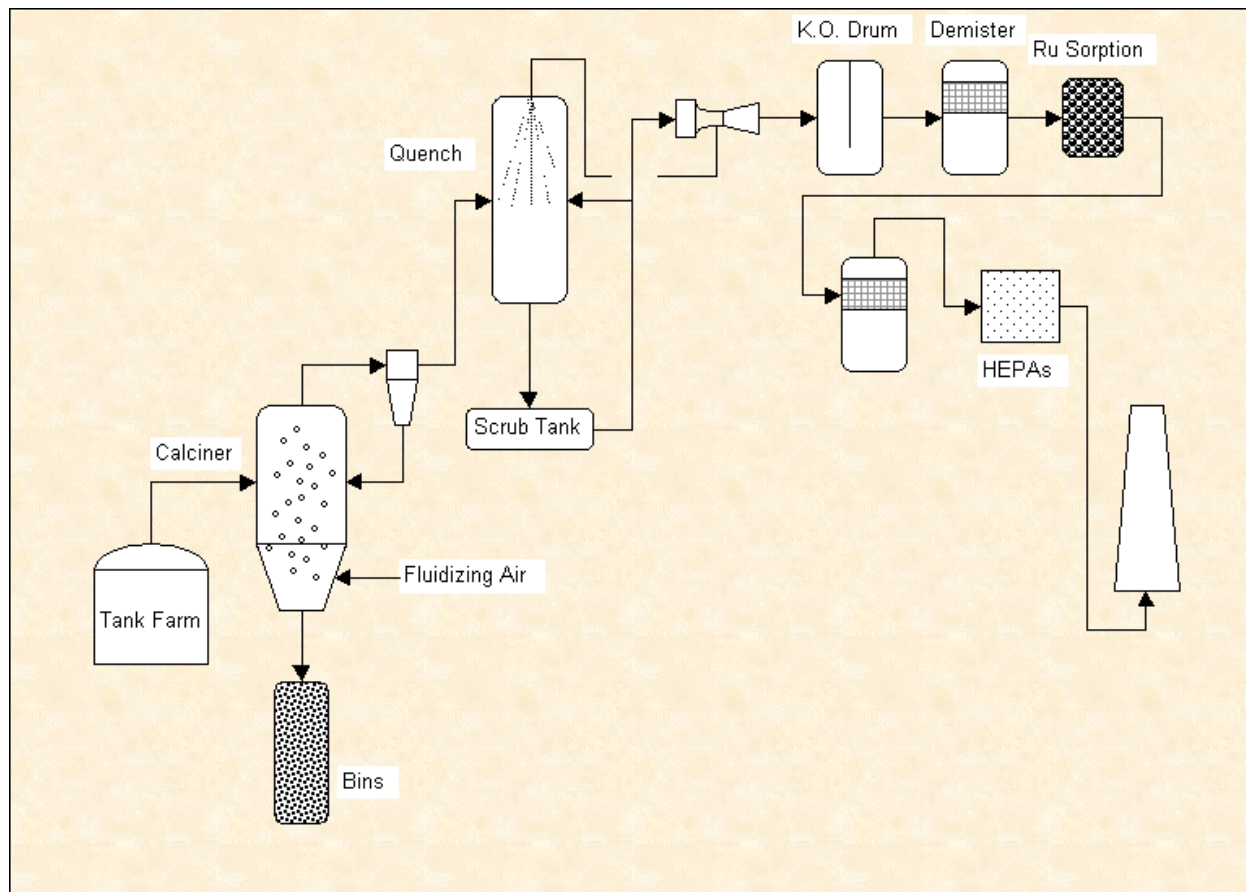 K.O. Drum
Demister
Ru Sorption
Quench
HEPAs
Scrub Tank
Calciner
Fluidizing Air
Tank Farm
Bins